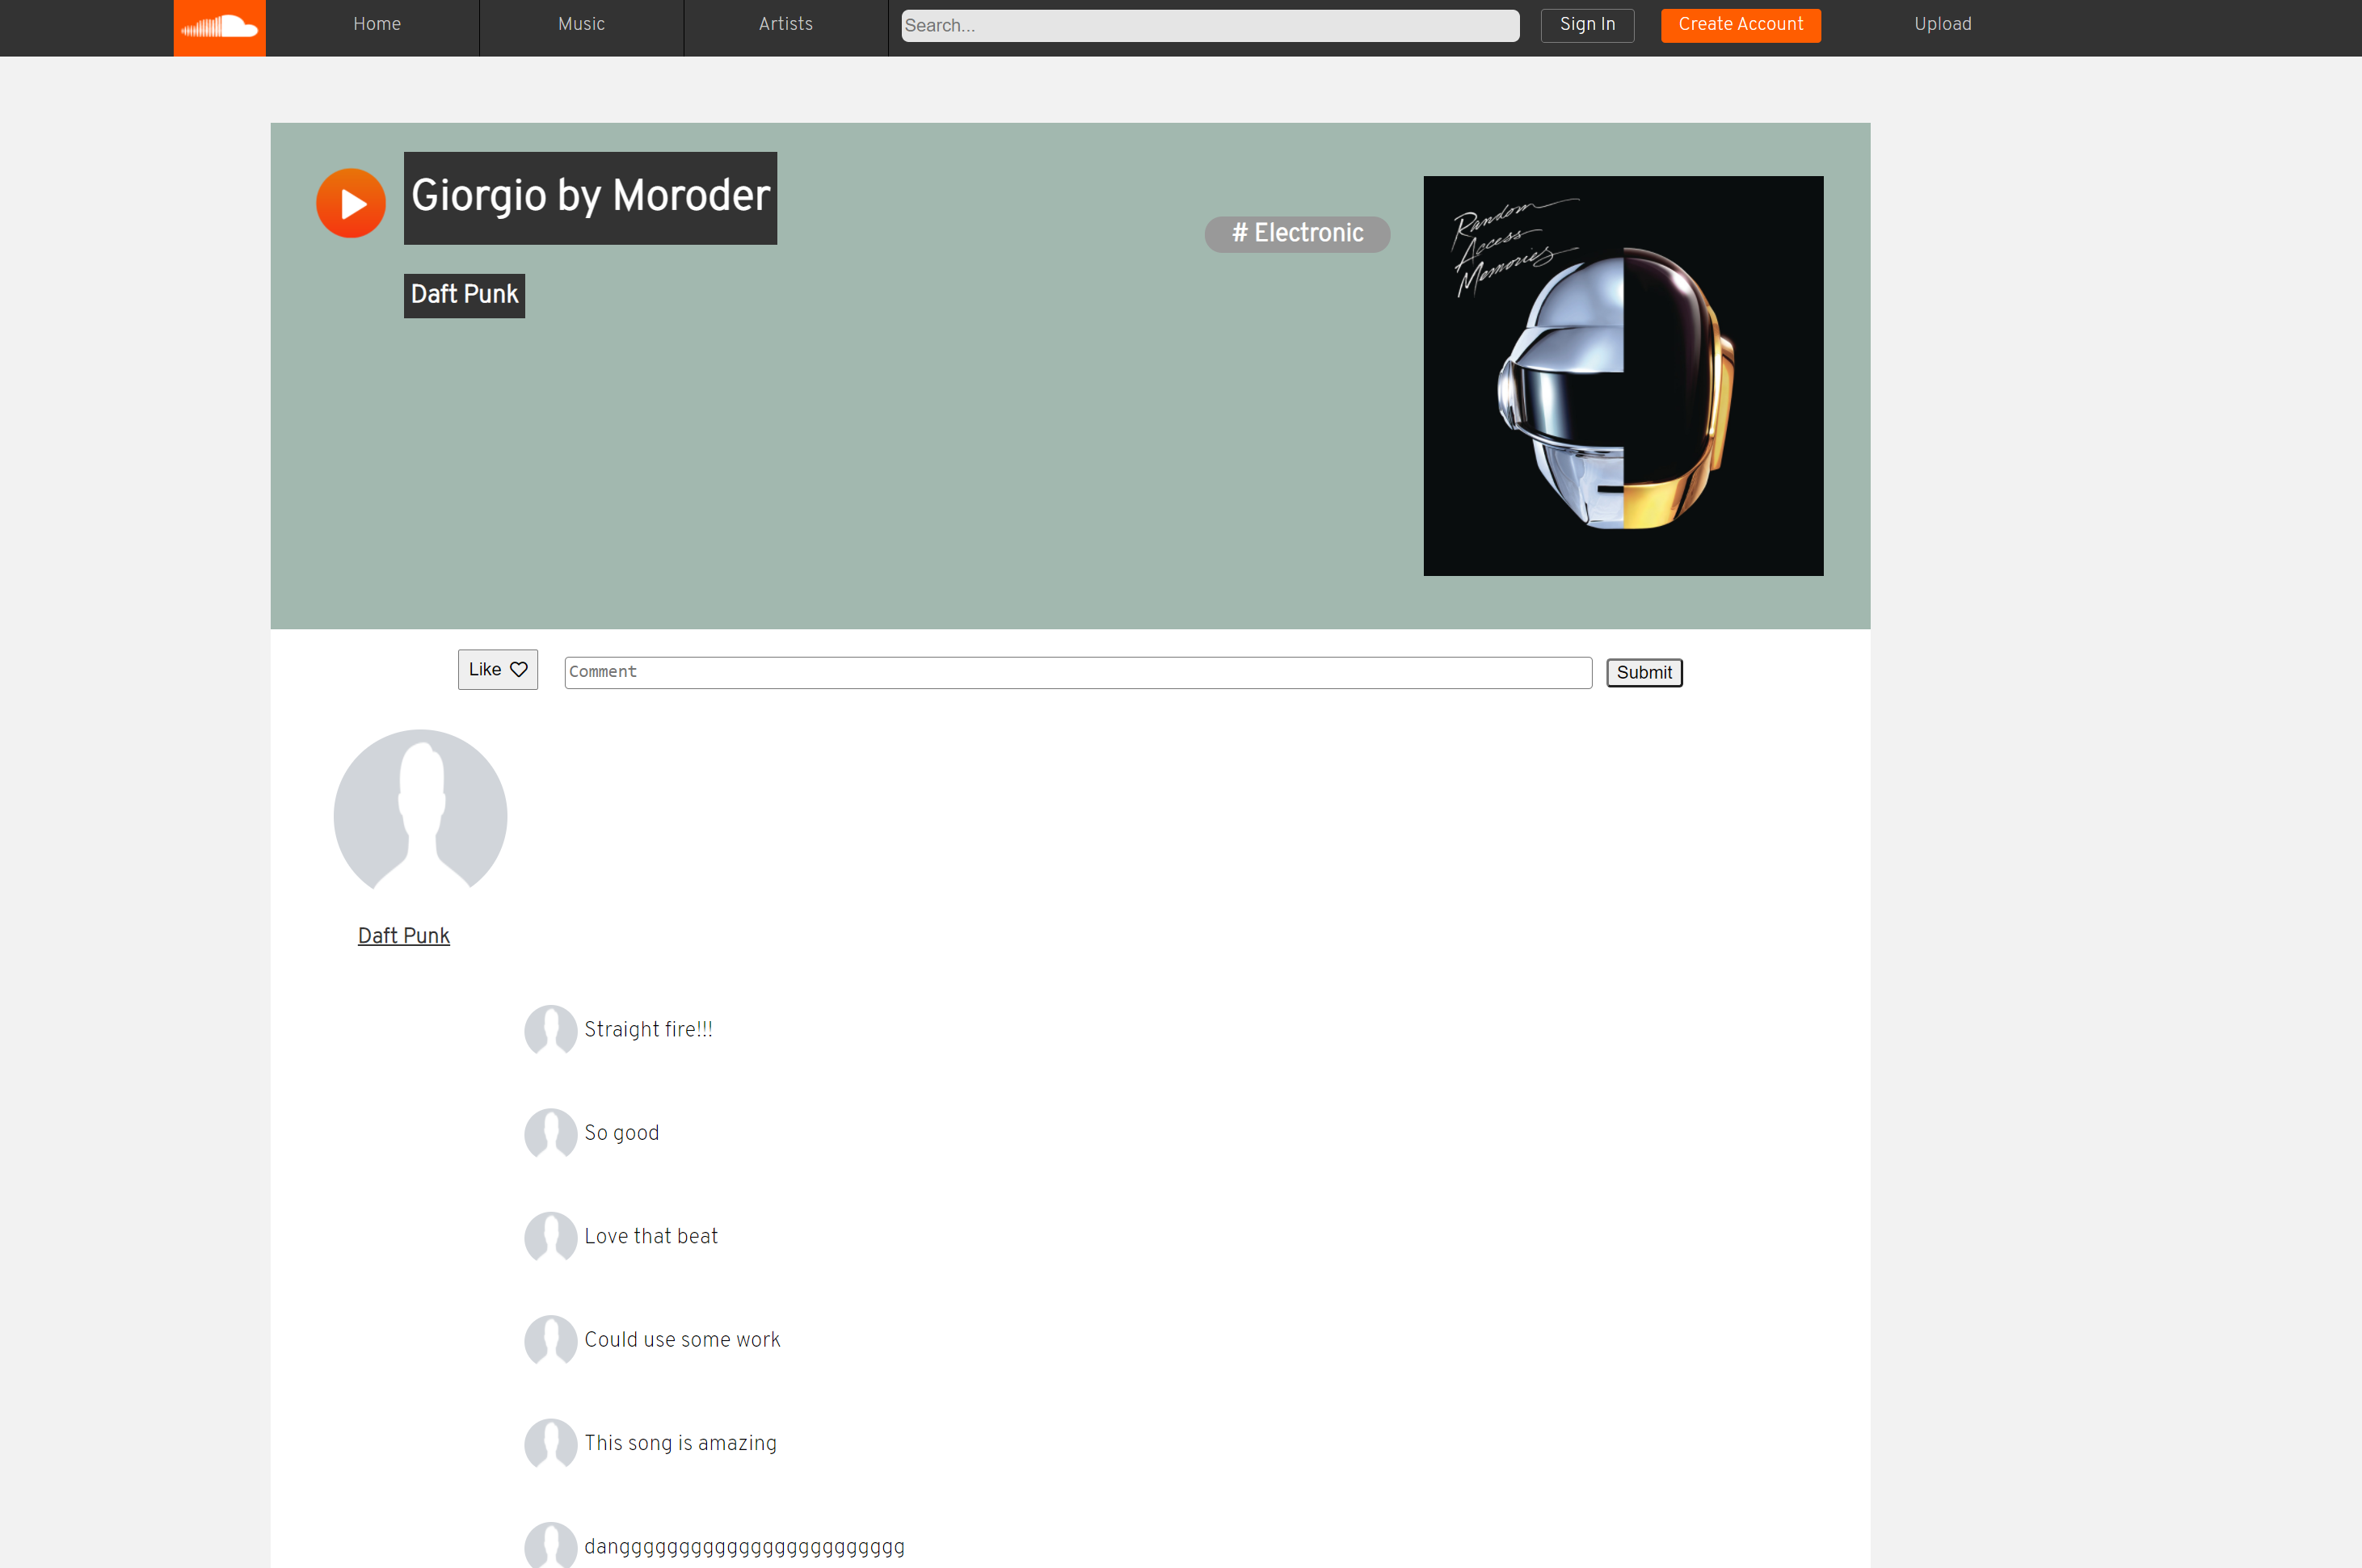 Home
Music
Artists
Search...
Sign In
Create Account
Upload
Giorgio by Moroder
# Electronic
Daft Punk
Random
Access
Memories
Like
Comment
Submit
Daft Punk
Straight fire!!!
So good
Love that beat
Could use some work
This song is amazing
danggggggggggggggggggggggggg